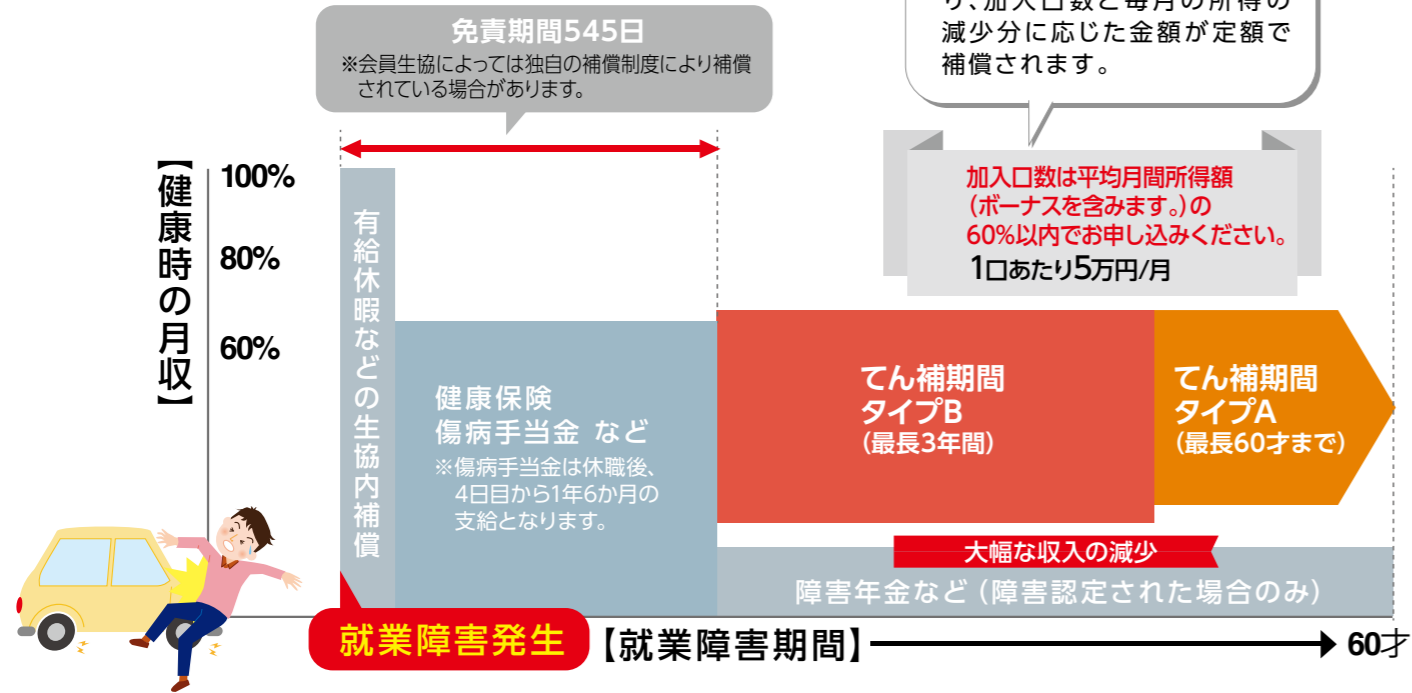 り、加入口数と毎月の所得の
減少分に応じた金額が定額で
補償されます。
免責期間545日
※会員生協によっては独自の補償制度により補償
されている場合があります。
加入口数は平均月間所得額
（ボーナスを含みます。）の
60%以内でお申し込みください。
1口あたり5万円/月
【健康時の月収】
100%
80%
60%
有給休暇などの生協内補償
健康保険
傷病手当金 など
※傷病手当金は休職後、
4日目から1年6か月の
支給となります。
てん補期間
タイプB
（最長3年間）
てん補期間
タイプA
（最長60才まで）
大幅な収入の減少
障害年金など（障害認定された場合のみ）
就業障害発生
【就業障害期間】
60才